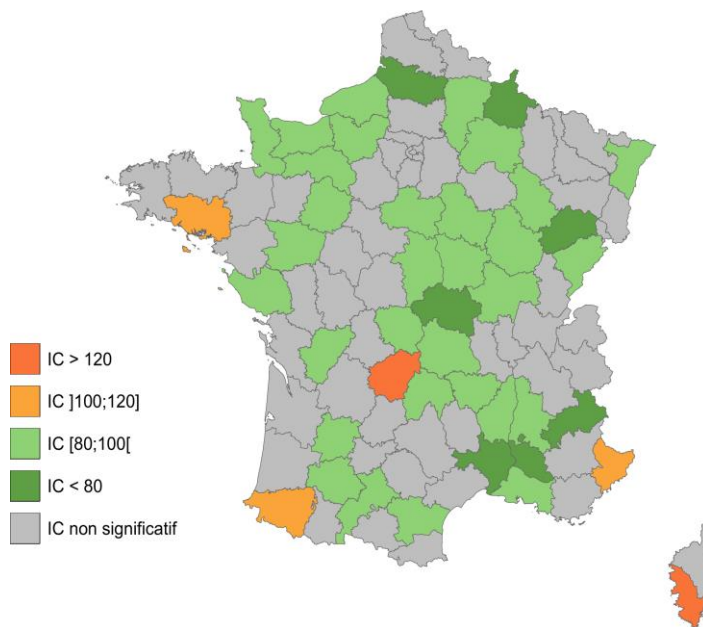 IC > 120
IC ]100;120]
IC [80;100[
IC < 80
IC non significatif